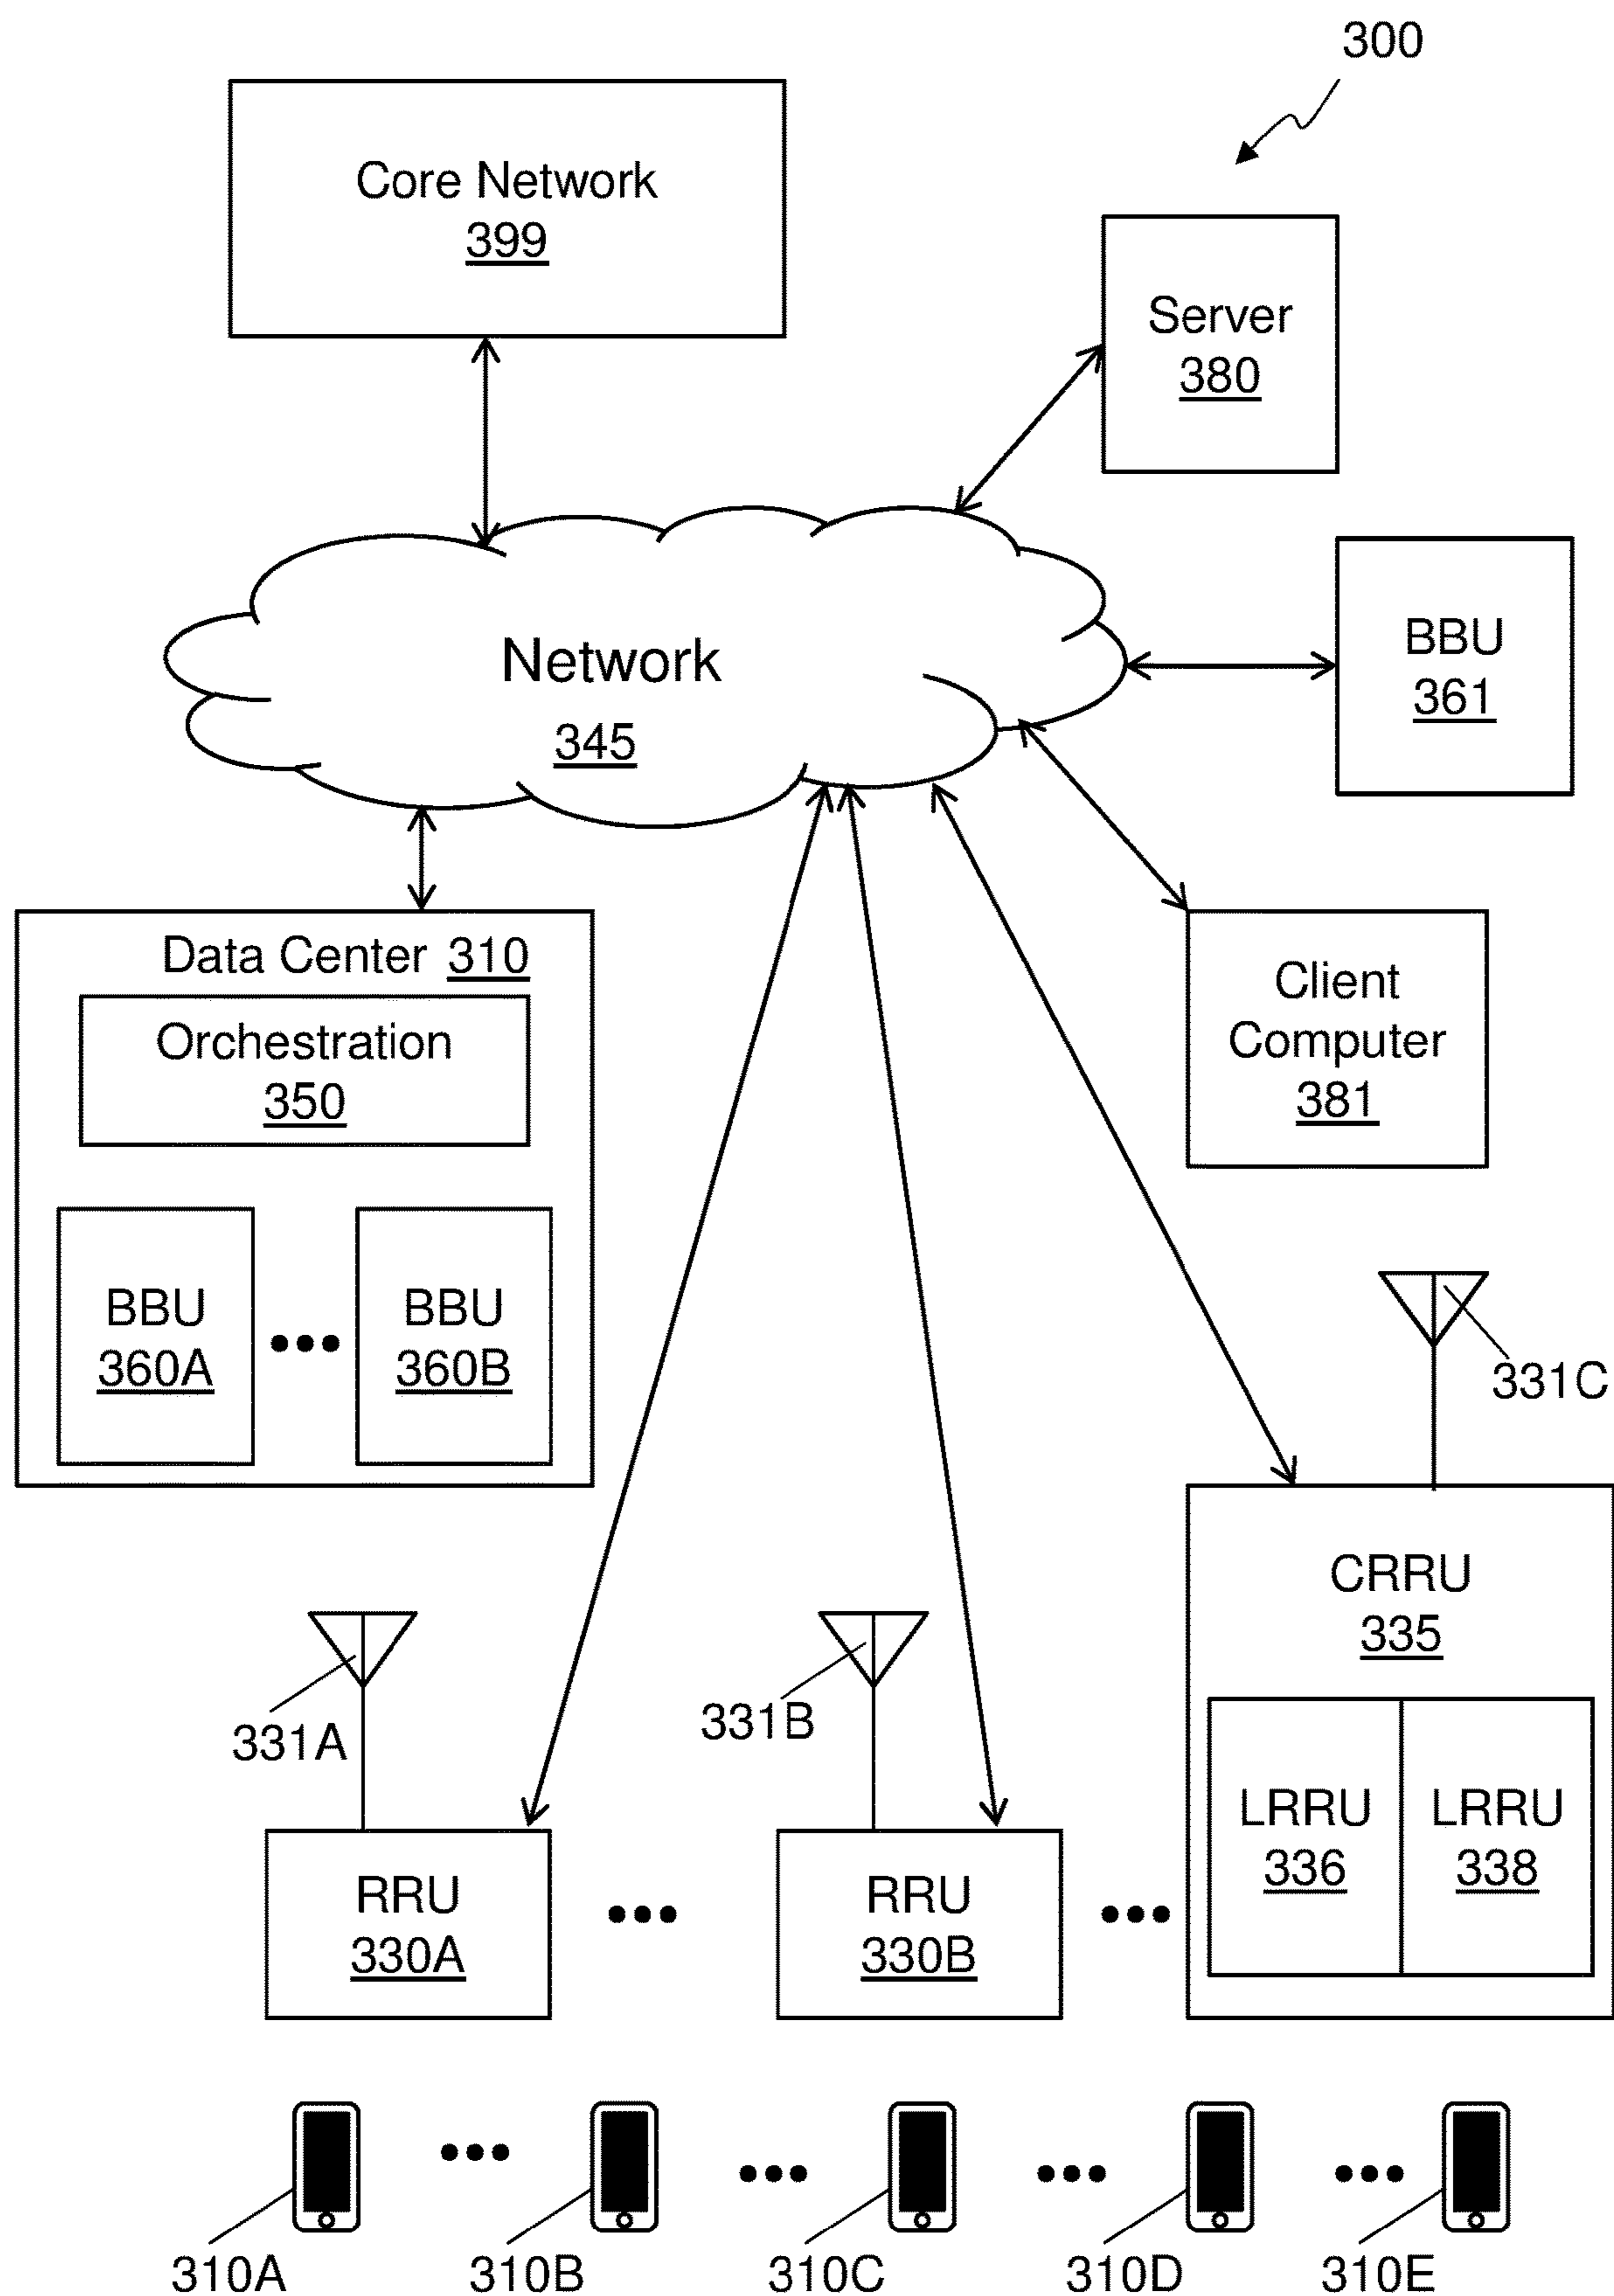 300
Core Network
399
Server
380
Network
345
BBU
361
Data Center 310
Orchestration
350
Client
Computer
381
BBU
360A
BBU
360B
331C
CRRU
335
331A
331B
LRRU
336
LRRU
338
RRU
330A
RRU
330B
310A
310B
310C
310D
310E